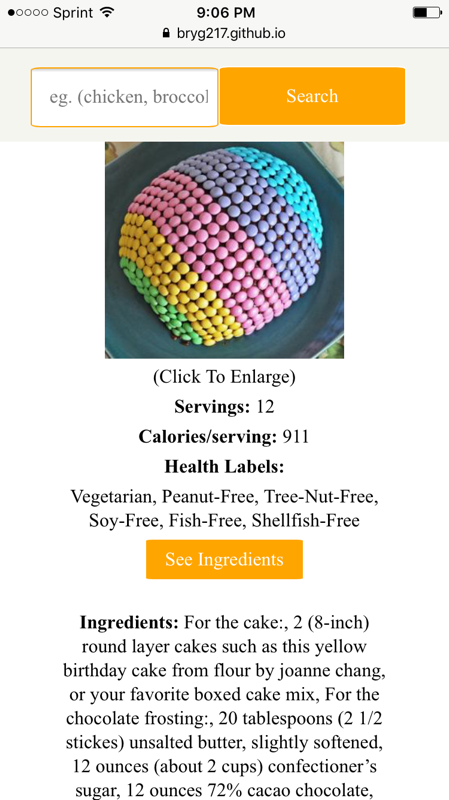 Sprint 9:06 PM
bryg217.github.io
eg. (chicken, broccol
Search
(Click To Enlarge)
Servings: 12
Calories/serving: 911
Health Labels:
Vegetarian, Peanut-Free, Tree-Nut-Free,
Soy-Free, Fish-Free, Shellfish-Free
See Ingredients
Ingredients: For the cake:, 2 (8-inch)
round layer cakes such as this yellow
birthday cake from flour by joanne chang,
or your favorite boxed cake mix, For the
chocolate frosting:, 20 tablespoons (2 1/2
stickes) unsalted butter, slightly softened,
12 ounces (about 2 cups) confectioner’s
sugar, 12 ounces 72% cacao chocolate,